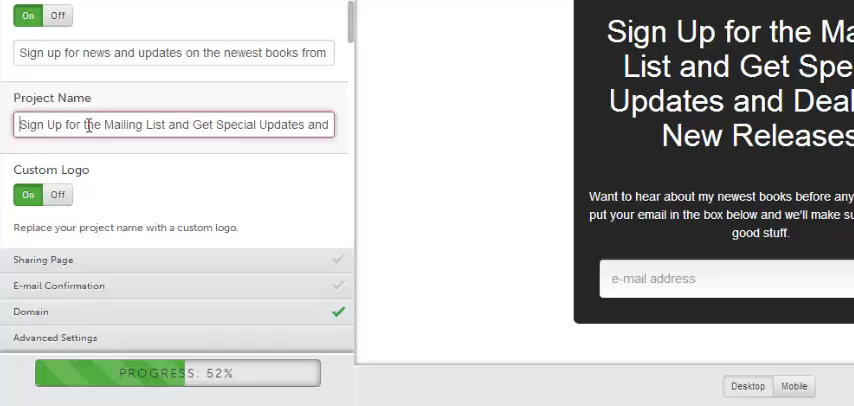 On Off
Sign up for news and updates on the newest books from
Project Name
Sign Up for the Mailing List and Get Special Updates and
Custom Logo
On Off
Replace your project name with a custom logo.
Sharing Page
E-mail Confirmation
Domain
Advanced Settings
PROGRESS: 52%
Sign Up for the Ma
List and Get Spe
Updates and Deal
New Releases
Want to hear about my newest books before any
put your email in the box below and we'll make su
good stuff.
e-mail address
Desktop Mobile